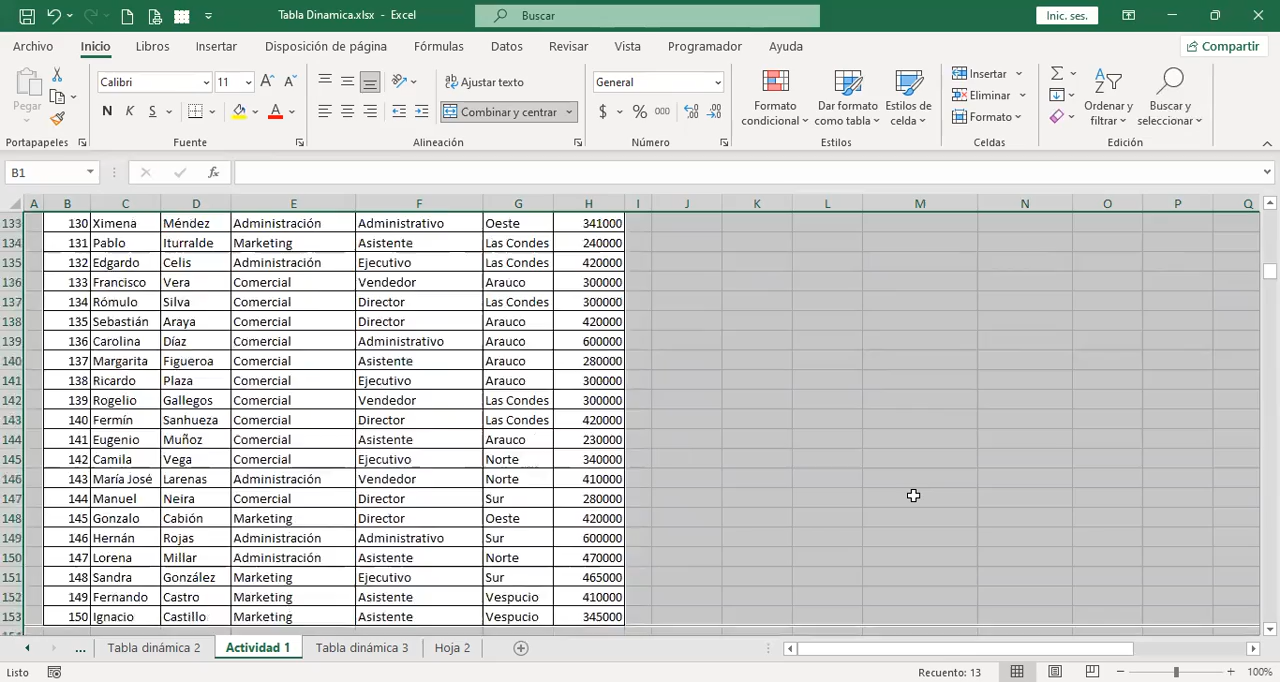 Tabla Dinamica.xlsx - Excel
Buscar
Inic. ses.
Archivo Inicio Libros Insertar Disposición de página Fórmulas Datos Revisar Vista Programador Ayuda
Compartir
Pegar
Calibri 11
N K S
Ajustar texto
Combinar y centrar
General
$ % 000
Formato condicional
Dar formato como tabla
Estilos de celda
Insertar
Eliminar
Formato
Ordenar y filtrar
Buscar y seleccionar
Portapapeles Fuente Alineación Número Estilos Celdas Edición
B1 fx
A B C D E F G H I J K L M N O P Q
133 130 Ximena Méndez Administración Administrativo Oeste 341000
134 131 Pablo Iturralde Marketing Asistente Las Condes 240000
135 132 Edgardo Celis Administración Ejecutivo Las Condes 420000
136 133 Francisco Vera Comercial Vendedor Arauco 300000
137 134 Rómulo Silva Comercial Director Las Condes 300000
138 135 Sebastián Araya Comercial Director Arauco 420000
139 136 Carolina Díaz Comercial Administrativo Arauco 600000
140 137 Margarita Figueroa Comercial Asistente Arauco 280000
141 138 Ricardo Plaza Comercial Ejecutivo Arauco 300000
142 139 Rogelio Gallegos Comercial Vendedor Las Condes 300000
143 140 Fermín Sanhueza Comercial Director Las Condes 420000
144 141 Eugenio Muñoz Comercial Asistente Arauco 230000
145 142 Camila Vega Comercial Ejecutivo Norte 340000
146 143 María José Larenas Administración Vendedor Norte 410000
147 144 Manuel Neira Comercial Director Sur 280000
148 145 Gonzalo Cabión Marketing Director Oeste 420000
149 146 Hernán Rojas Administración Administrativo Sur 600000
150 147 Lorena Millar Administración Asistente Norte 470000
151 148 Sandra González Marketing Ejecutivo Sur 465000
152 149 Fernando Castro Marketing Asistente Vespucio 410000
153 150 Ignacio Castillo Marketing Asistente Vespucio 345000
... Tabla dinámica 2 Actividad 1 Tabla dinámica 3 Hoja 2
Listo Recuento: 13 100%